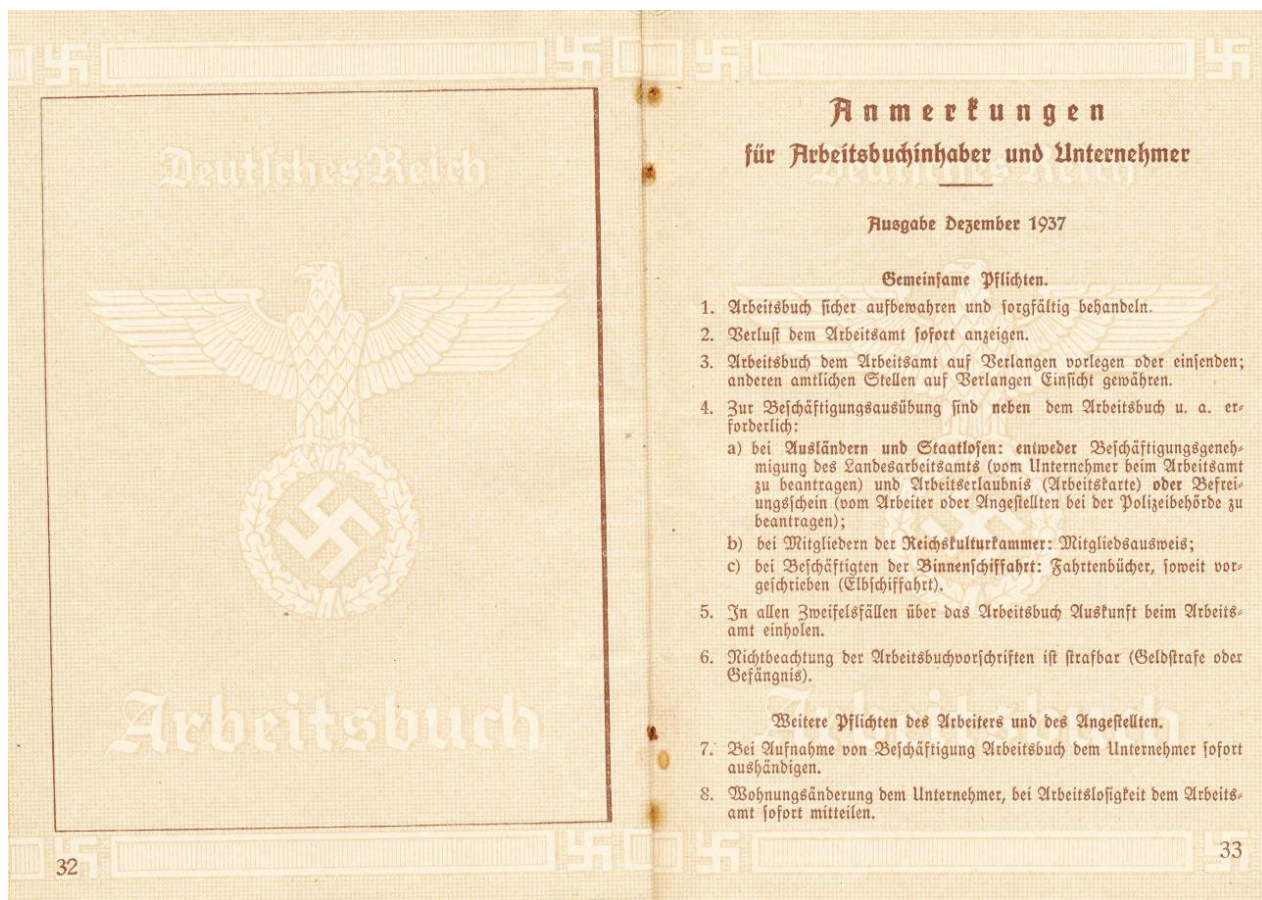 Deutsches Reich
Arbeitsbuch
32
Anmerkungen
für Arbeitsbuchinhaber und Unternehmer
Deutsches Reich
Ausgabe Dezember 1937
Gemeinsame Pflichten.
1. Arbeitsbuch sicher aufbewahren und sorgfältig behandeln.
2. Verlust dem Arbeitsamt sofort anzeigen.
3. Arbeitsbuch dem Arbeitsamt auf Verlangen vorlegen oder einsenden;
anderen amtlichen Stellen auf Verlangen Einsicht gewähren.
4. Zur Beschäftigungsausübung sind neben dem Arbeitsbuch u. a. er-
forderlich:
a) bei Ausländern und Staatlosen: entweder Beschäftigungsgeneh-
migung des Landesarbeitsamts (vom Unternehmer beim Arbeitsamt
zu beantragen) und Arbeitserlaubnis (Arbeitskarte) oder Befrei-
ungsschein (vom Arbeiter oder Angestellten bei der Polizeibehörde zu
beantragen);
b) bei Mitgliedern der Reichskulturkammer: Mitgliedsausweis;
c) bei Beschäftigten der Binnenschiffahrt: Fahrtenbücher, soweit vor-
geschrieben (Elbschiffahrt).
5. In allen Zweifelsfällen über das Arbeitsbuch Auskunft beim Arbeits-
amt einholen.
6. Nichtbeachtung der Arbeitsbuchvorschriften ist strafbar (Geldstrafe oder
Gefängnis).
Arbeitsbuch
Weitere Pflichten des Arbeiters und des Angestellten.
7. Bei Aufnahme von Beschäftigung Arbeitsbuch dem Unternehmer sofort
aushändigen.
8. Wohnungsänderung dem Unternehmer, bei Arbeitslosigkeit dem Arbeits-
amt sofort mitteilen.
33